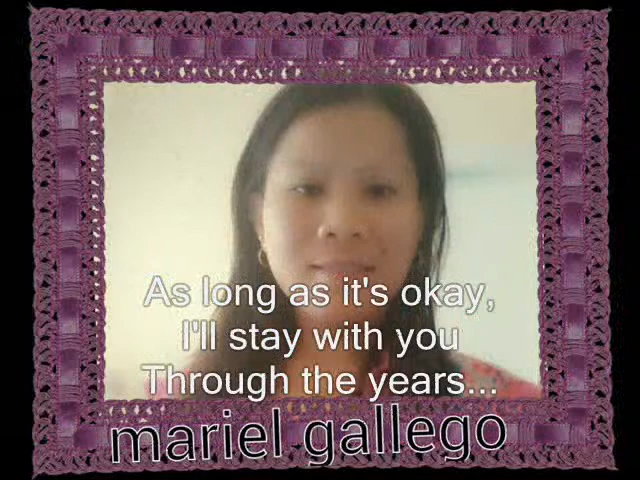 As long as it's okay,
I'll stay with you
Through the years...
mariel gallego